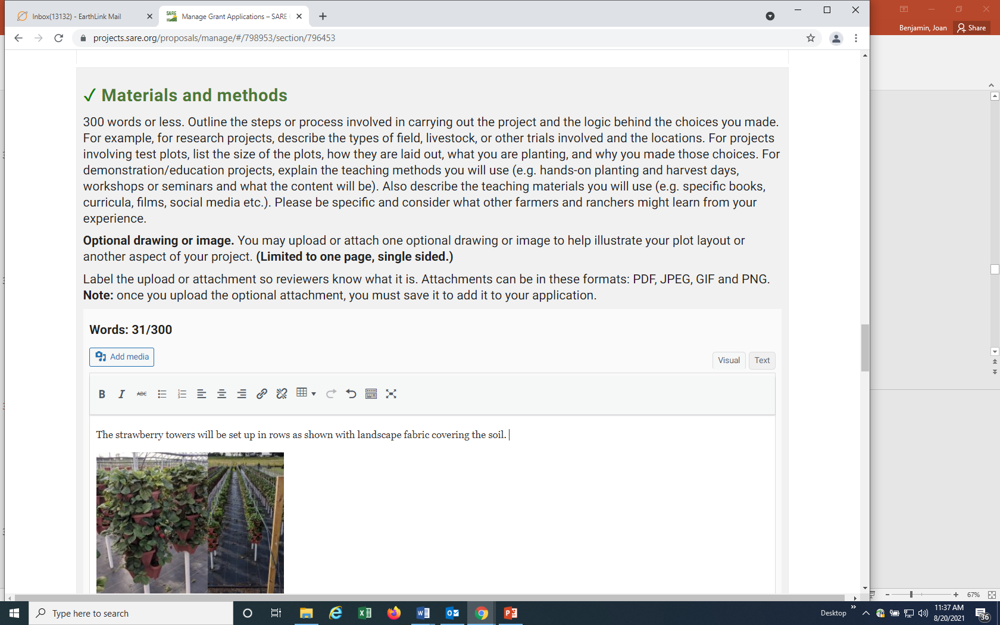 Inbox(13132) - EarthLink Mail
Manage Grant Applications – SARE
Benjamin, Joan
Share
projects.sare.org/proposals/manage/#/798953/section/796453
Materials and methods
300 words or less. Outline the steps or process involved in carrying out the project and the logic behind the choices you made.
For example, for research projects, describe the types of field, livestock, or other trials involved and the locations. For projects
involving test plots, list the size of the plots, how they are laid out, what you are planting, and why you made those choices. For
demonstration/education projects, explain the teaching methods you will use (e.g. hands-on planting and harvest days,
workshops or seminars and what the content will be). Also describe the teaching materials you will use (e.g. specific books,
curricula, films, social media etc.). Please be specific and consider what other farmers and ranchers might learn from your
experience.
Optional drawing or image. You may upload or attach one optional drawing or image to help illustrate your plot layout or
another aspect of your project. (Limited to one page, single sided.)
Label the upload or attachment so reviewers know what it is. Attachments can be in these formats: PDF, JPEG, GIF and PNG.
Note: once you upload the optional attachment, you must save it to add it to your application.
Words: 31/300
Add media
Visual
Text
B I ABC
The strawberry towers will be set up in rows as shown with landscape fabric covering the soil.
67%
Type here to search
Desktop
11:37 AM
8/20/2021
36